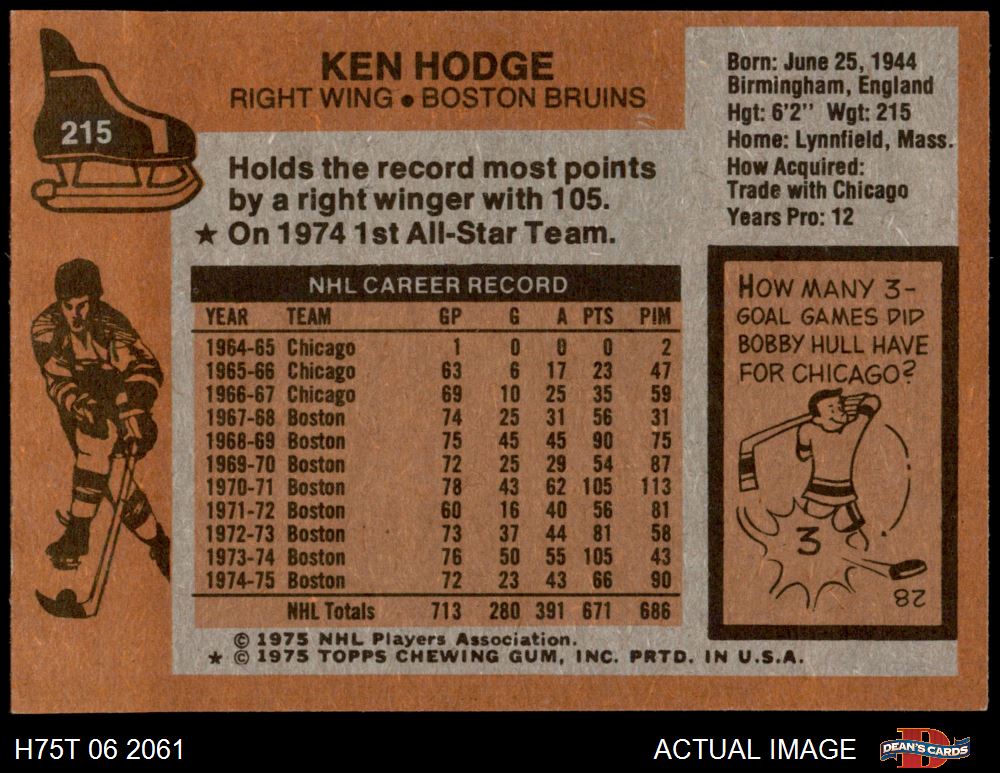 215
KEN HODGE
RIGHT WING • BOSTON BRUINS
Holds the record most points
by a right winger with 105.
★ On 1974 1st All-Star Team.
Born: June 25, 1944
Birmingham, England
Hgt: 6'2" Wgt: 215
Home: Lynnfield, Mass.
How Acquired:
Trade with Chicago
Years Pro: 12
NHL CAREER RECORD
YEAR TEAM GP G A PTS PIM
1964-65 Chicago 1 0 0 0 2
1965-66 Chicago 63 6 17 23 47
1966-67 Chicago 69 10 25 35 59
1967-68 Boston 74 25 31 56 31
1968-69 Boston 75 45 45 90 75
1969-70 Boston 72 25 29 54 87
1970-71 Boston 78 43 62 105 113
1971-72 Boston 60 16 40 56 81
1972-73 Boston 73 37 44 81 58
1973-74 Boston 76 50 55 105 43
1974-75 Boston 72 23 43 66 90
NHL Totals 713 280 391 671 686
HOW MANY 3-
GOAL GAMES DID
BOBBY HULL HAVE
FOR CHICAGO?
3
28
© 1975 NHL Players Association.
★ © 1975 TOPPS CHEWING GUM, INC. PRTD. IN U.S.A.
H75T 06 2061
ACTUAL IMAGE
DEAN'S CARDS